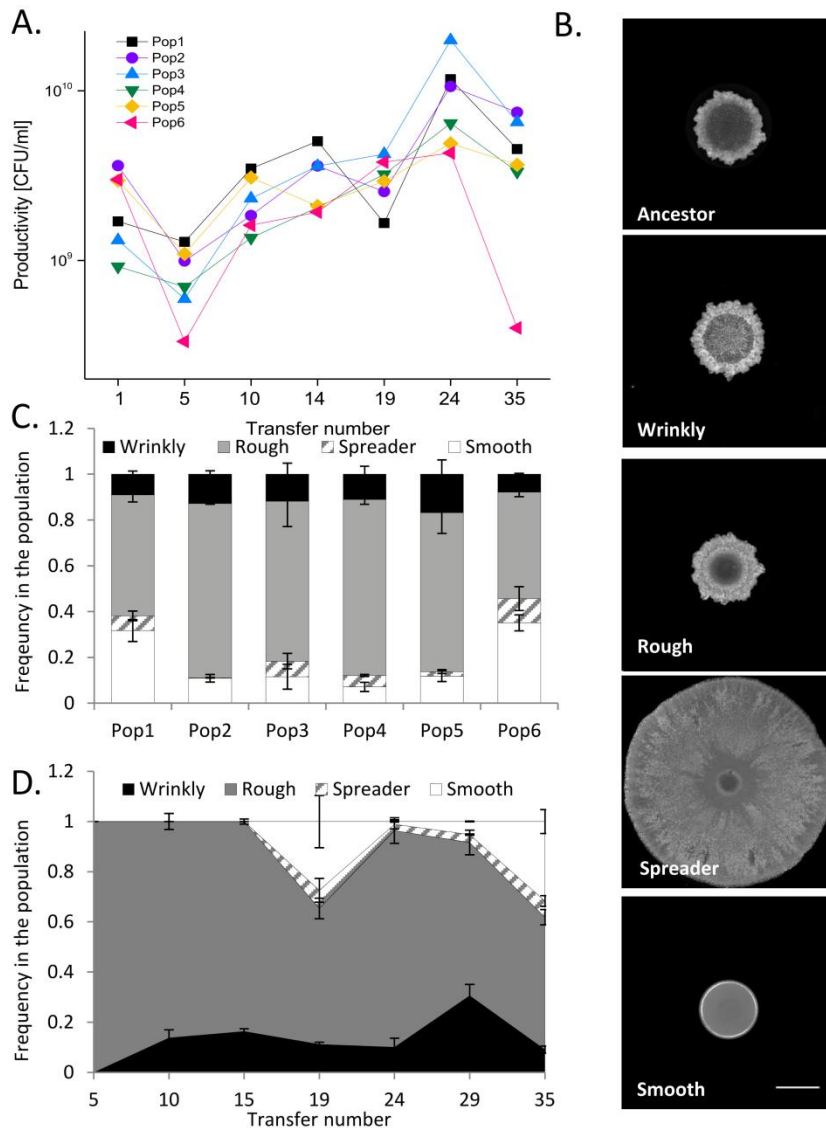 A.
Pop1
Pop2
Pop3
Pop4
Pop5
Pop6
Productivity [CFU/ml]
10^10
10^9
1 5 10 14 19 24 35
Transfer number
B.
Ancestor
Wrinkly
Rough
Spreader
Smooth
C.
Wrinkly Rough Spreader Smooth
Freqeuncy in the population
1.2
1
0.8
0.6
0.4
0.2
0
Pop1 Pop2 Pop3 Pop4 Pop5 Pop6
D.
Wrinkly Rough Spreader Smooth
Frequency in the population
1.2
1
0.8
0.6
0.4
0.2
0
5 10 15 19 24 29 35
Transfer number